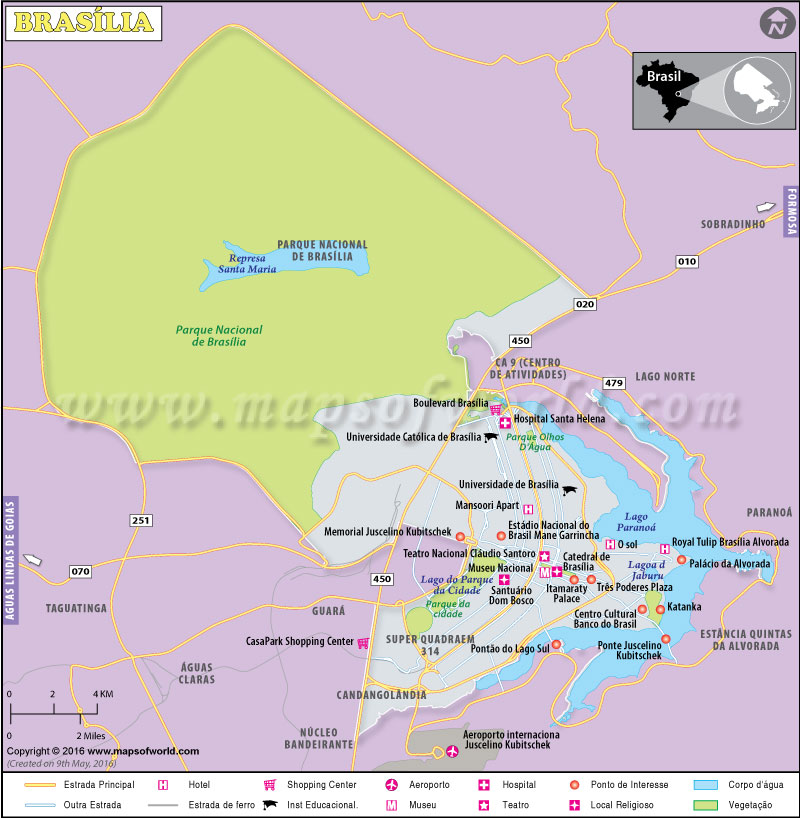 BRASÍLIA
N
Brasil
FORMOSA
SOBRADINHO
010
PARQUE NACIONAL
DE BRASÍLIA
Represa
Santa Maria
020
Parque Nacional
de Brasília
450
CA 9 (CENTRO
DE ATIVIDADES)
479
LAGO NORTE
www.mapsofworld.com
Boulevard Brasília
Hospital Santa Helena
Universidade Católica de Brasília
Parque Olhos
D'Água
Universidade de Brasília
Mansoori Apart
H
Lago
Paranoá
PARANOÁ
251
AGUAS LINDAS DE GOIAS
Memorial Juscelino Kubitschek
Estádio Nacional do
Brasil Mane Garrincha
H
O sol
H
Royal Tulip Brasília Alvorada
Teatro Nacional Cláudio Santoro
Catedral de
Brasília
Palácio da Alvorada
070
450
Museu Nacional
M
Lagoa d
Jaburu
Lago do Parque
da Cidade
Santuário
Dom Bosco
Itamaraty
Palace
Três Poderes Plaza
TAGUATINGA
GUARÁ
Parque da
cidade
Centro Cultural
Banco do Brasil
Katanka
CasaPark Shopping Center
SUPER QUADRAEM
314
Pontão do Lago Sul
Ponte Juscelino
Kubitschek
ESTÂNCIA QUINTAS
DA ALVORADA
ÁGUAS
CLARAS
CANDANGOLÂNDIA
0 2 4 KM
0 2 Miles
NÚCLEO
BANDEIRANTE
Aeroporto internaciona
Juscelino Kubitschek
Copyright © 2016 www.mapsofworld.com
(Created on 9th May, 2016)
Estrada Principal H Hotel Shopping Center Aeroporto Hospital Ponto de Interesse Corpo d'água
Outra Estrada Estrada de ferro Inst Educacional. M Museu Teatro Local Religioso Vegetação